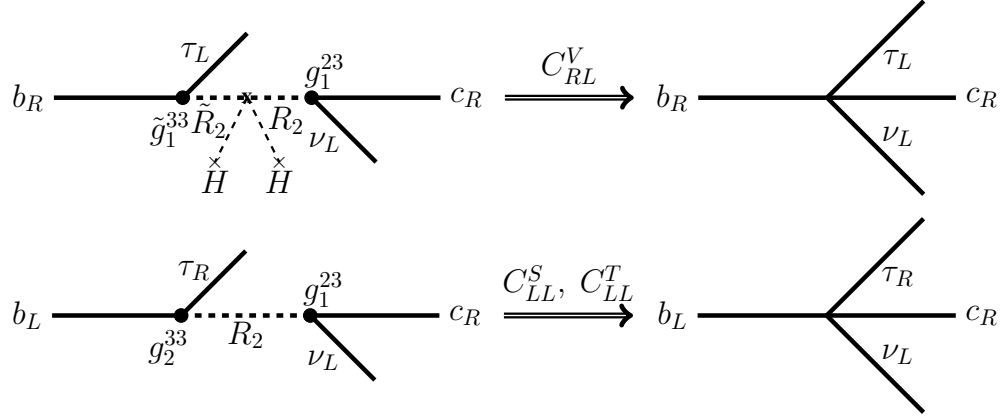 τ_L g_1^{23} C_{RL}^V τ_L
b_R c_R b_R c_R
g̃_1^{33} R̃_2 R_2 ν_L ν_L
H H
τ_R g_1^{23} C_{LL}^S, C_{LL}^T τ_R
b_L c_R b_L c_R
g_2^{33} R_2 ν_L ν_L